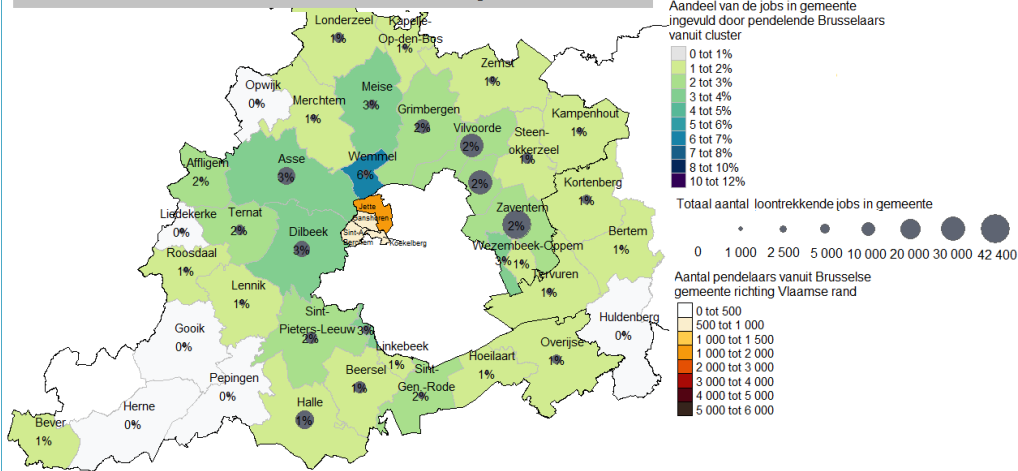 Londerzeel
1%
Kapelle-
Op-den-Bos
1%
Zemst
1%
Opwijk
0%
Merchtem
1%
Meise
3%
Grimbergen
2%
Vilvoorde
2%
Steen-
okkerzeel
1%
Kampenhout
1%
Affligem
2%
Asse
3%
Wemmel
6%
2%
Kortenberg
1%
Liedekerke
0%
Ternat
2%
Dilbeek
3%
Jette
Ganshoren
Sint-A.
Berchem
Koekelberg
Zaventem
2%
Wezembeek-Oppem
3%
1%
Bertem
1%
Roosdaal
1%
Lennik
1%
Tervuren
1%
Gooik
0%
Sint-
Pieters-Leeuw
2%
3%
Linkebeek
1%
Huldenberg
0%
Overijse
1%
Hoeilaart
1%
Pepingen
0%
Beersel
1%
Sint-
Gen.-Rode
2%
Herne
0%
Halle
1%
Bever
1%
Aandeel van de jobs in gemeente
ingevuld door pendelende Brusselaars
vanuit cluster
0 tot 1%
1 tot 2%
2 tot 3%
3 tot 4%
4 tot 5%
5 tot 6%
6 tot 7%
7 tot 8%
8 tot 10%
10 tot 12%
Totaal aantal loontrekkende jobs in gemeente
0 1 000 2 500 5 000 10 000 20 000 30 000 42 400
Aantal pendelaars vanuit Brusselse
gemeente richting Vlaamse rand
0 tot 500
500 tot 1 000
1 000 tot 1 500
1 000 tot 2 000
2 000 tot 3 000
3 000 tot 4 000
4 000 tot 5 000
5 000 tot 6 000